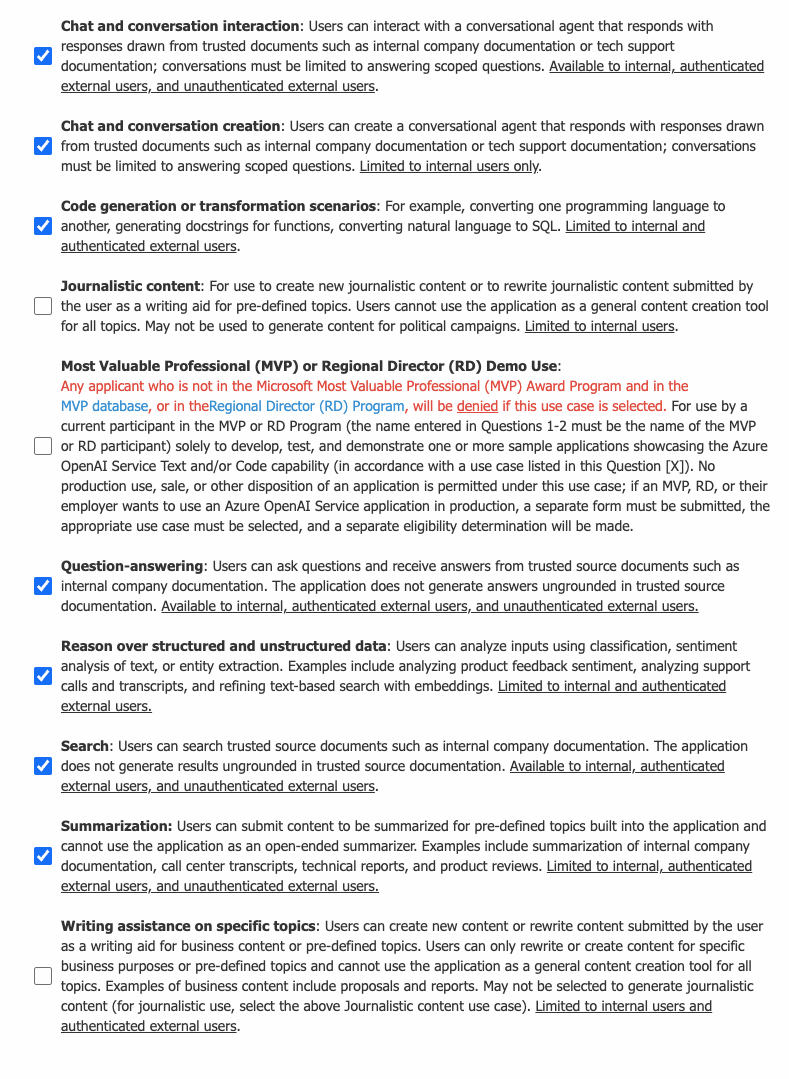 Chat and conversation interaction: Users can interact with a conversational agent that responds with
responses drawn from trusted documents such as internal company documentation or tech support
documentation; conversations must be limited to answering scoped questions. Available to internal, authenticated
external users, and unauthenticated external users.
Chat and conversation creation: Users can create a conversational agent that responds with responses drawn
from trusted documents such as internal company documentation or tech support documentation; conversations
must be limited to answering scoped questions. Limited to internal users only.
Code generation or transformation scenarios: For example, converting one programming language to
another, generating docstrings for functions, converting natural language to SQL. Limited to internal and
authenticated external users.
Journalistic content: For use to create new journalistic content or to rewrite journalistic content submitted by
the user as a writing aid for pre-defined topics. Users cannot use the application as a general content creation tool
for all topics. May not be used to generate content for political campaigns. Limited to internal users.
Most Valuable Professional (MVP) or Regional Director (RD) Demo Use:
Any applicant who is not in the Microsoft Most Valuable Professional (MVP) Award Program and in the
MVP database, or in theRegional Director (RD) Program, will be denied if this use case is selected. For use by a
current participant in the MVP or RD Program (the name entered in Questions 1-2 must be the name of the MVP
or RD participant) solely to develop, test, and demonstrate one or more sample applications showcasing the Azure
OpenAI Service Text and/or Code capability (in accordance with a use case listed in this Question [X]). No
production use, sale, or other disposition of an application is permitted under this use case; if an MVP, RD, or their
employer wants to use an Azure OpenAI Service application in production, a separate form must be submitted, the
appropriate use case must be selected, and a separate eligibility determination will be made.
Question-answering: Users can ask questions and receive answers from trusted source documents such as
internal company documentation. The application does not generate answers ungrounded in trusted source
documentation. Available to internal, authenticated external users, and unauthenticated external users.
Reason over structured and unstructured data: Users can analyze inputs using classification, sentiment
analysis of text, or entity extraction. Examples include analyzing product feedback sentiment, analyzing support
calls and transcripts, and refining text-based search with embeddings. Limited to internal and authenticated
external users.
Search: Users can search trusted source documents such as internal company documentation. The application
does not generate results ungrounded in trusted source documentation. Available to internal, authenticated
external users, and unauthenticated external users.
Summarization: Users can submit content to be summarized for pre-defined topics built into the application and
cannot use the application as an open-ended summarizer. Examples include summarization of internal company
documentation, call center transcripts, technical reports, and product reviews. Limited to internal, authenticated
external users, and unauthenticated external users.
Writing assistance on specific topics: Users can create new content or rewrite content submitted by the user
as a writing aid for business content or pre-defined topics. Users can only rewrite or create content for specific
business purposes or pre-defined topics and cannot use the application as a general content creation tool for all
topics. Examples of business content include proposals and reports. May not be selected to generate journalistic
content (for journalistic use, select the above Journalistic content use case). Limited to internal users and
authenticated external users.